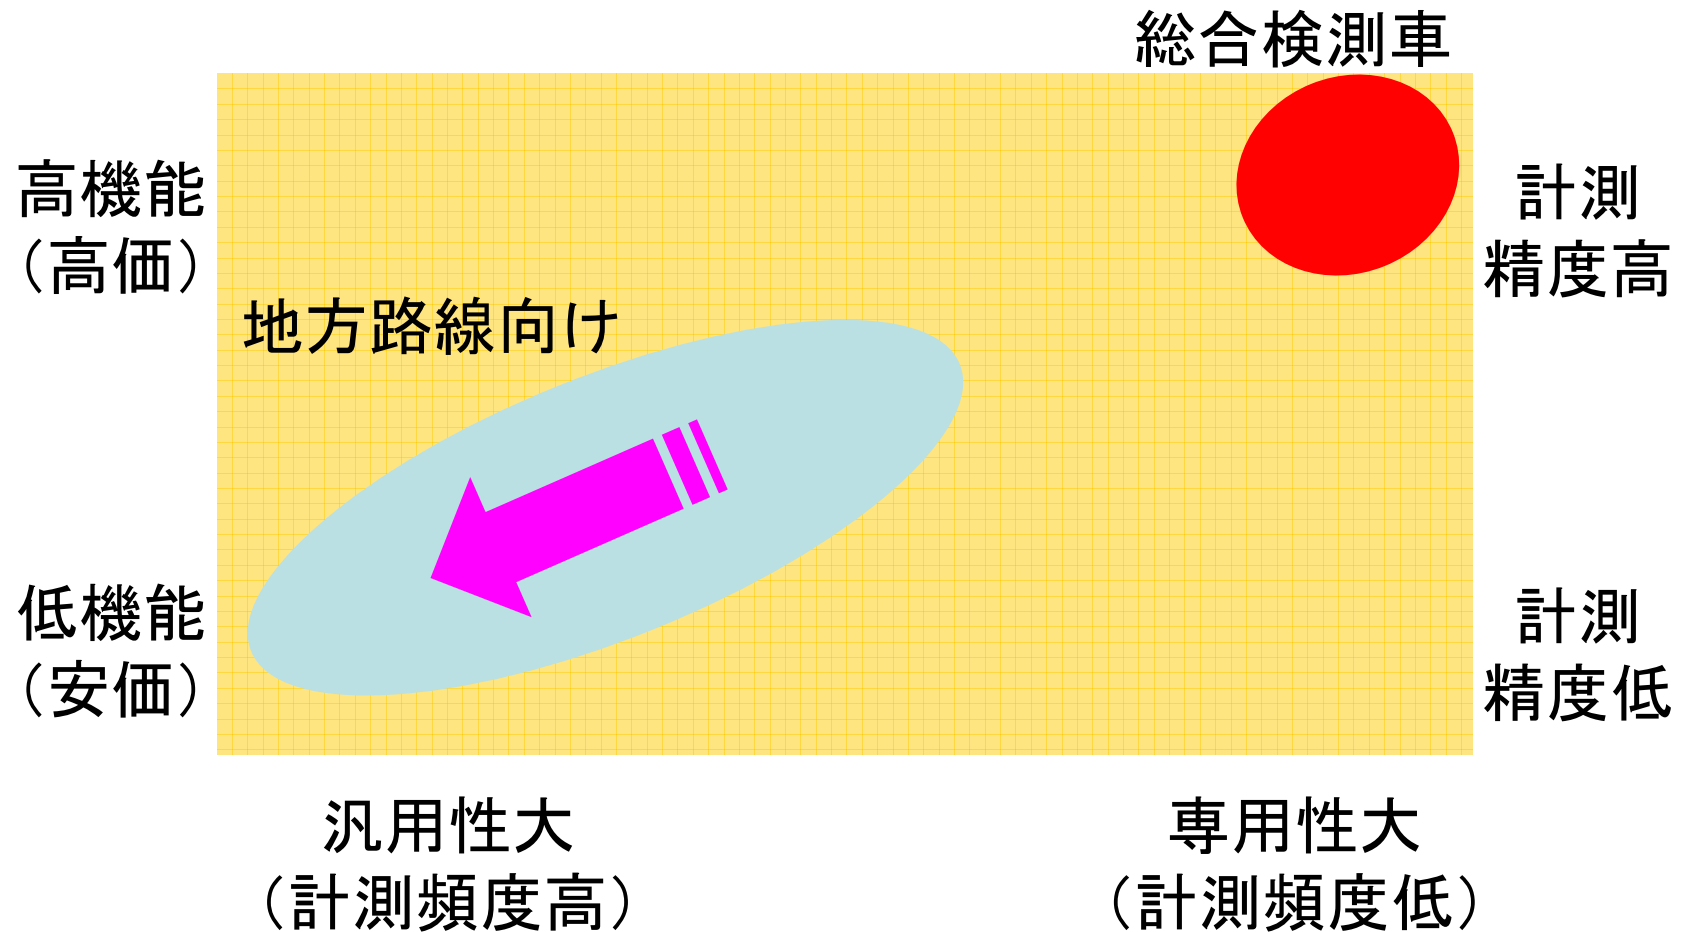 総合検測車
高機能
（高価）
計測
精度高
地方路線向け
低機能
（安価）
計測
精度低
汎用性大
（計測頻度高）
専用性大
（計測頻度低）